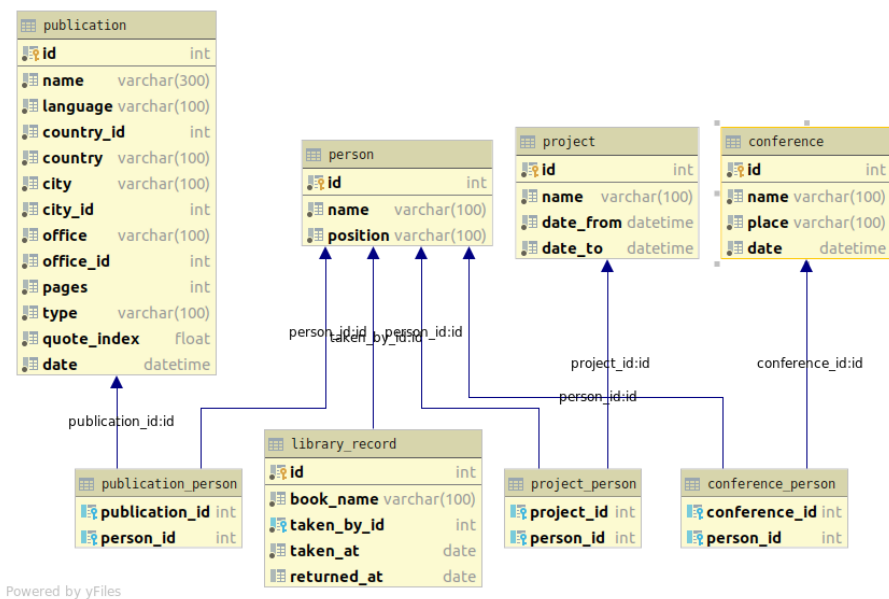 publication
id int
name varchar(300)
language varchar(100)
country_id int
country varchar(100)
city varchar(100)
city_id int
office varchar(100)
office_id int
pages int
type varchar(100)
quote_index float
date datetime
person
id int
name varchar(100)
position varchar(100)
project
id int
name varchar(100)
date_from datetime
date_to datetime
conference
id int
name varchar(100)
place varchar(100)
date datetime
person_id:id
taken_by_id:id
person_id:id
project_id:id
conference_id:id
person_id:id
publication_id:id
publication_person
publication_id int
person_id int
library_record
id int
book_name varchar(100)
taken_by_id int
taken_at date
returned_at date
project_person
project_id int
person_id int
conference_person
conference_id int
person_id int
Powered by yFiles